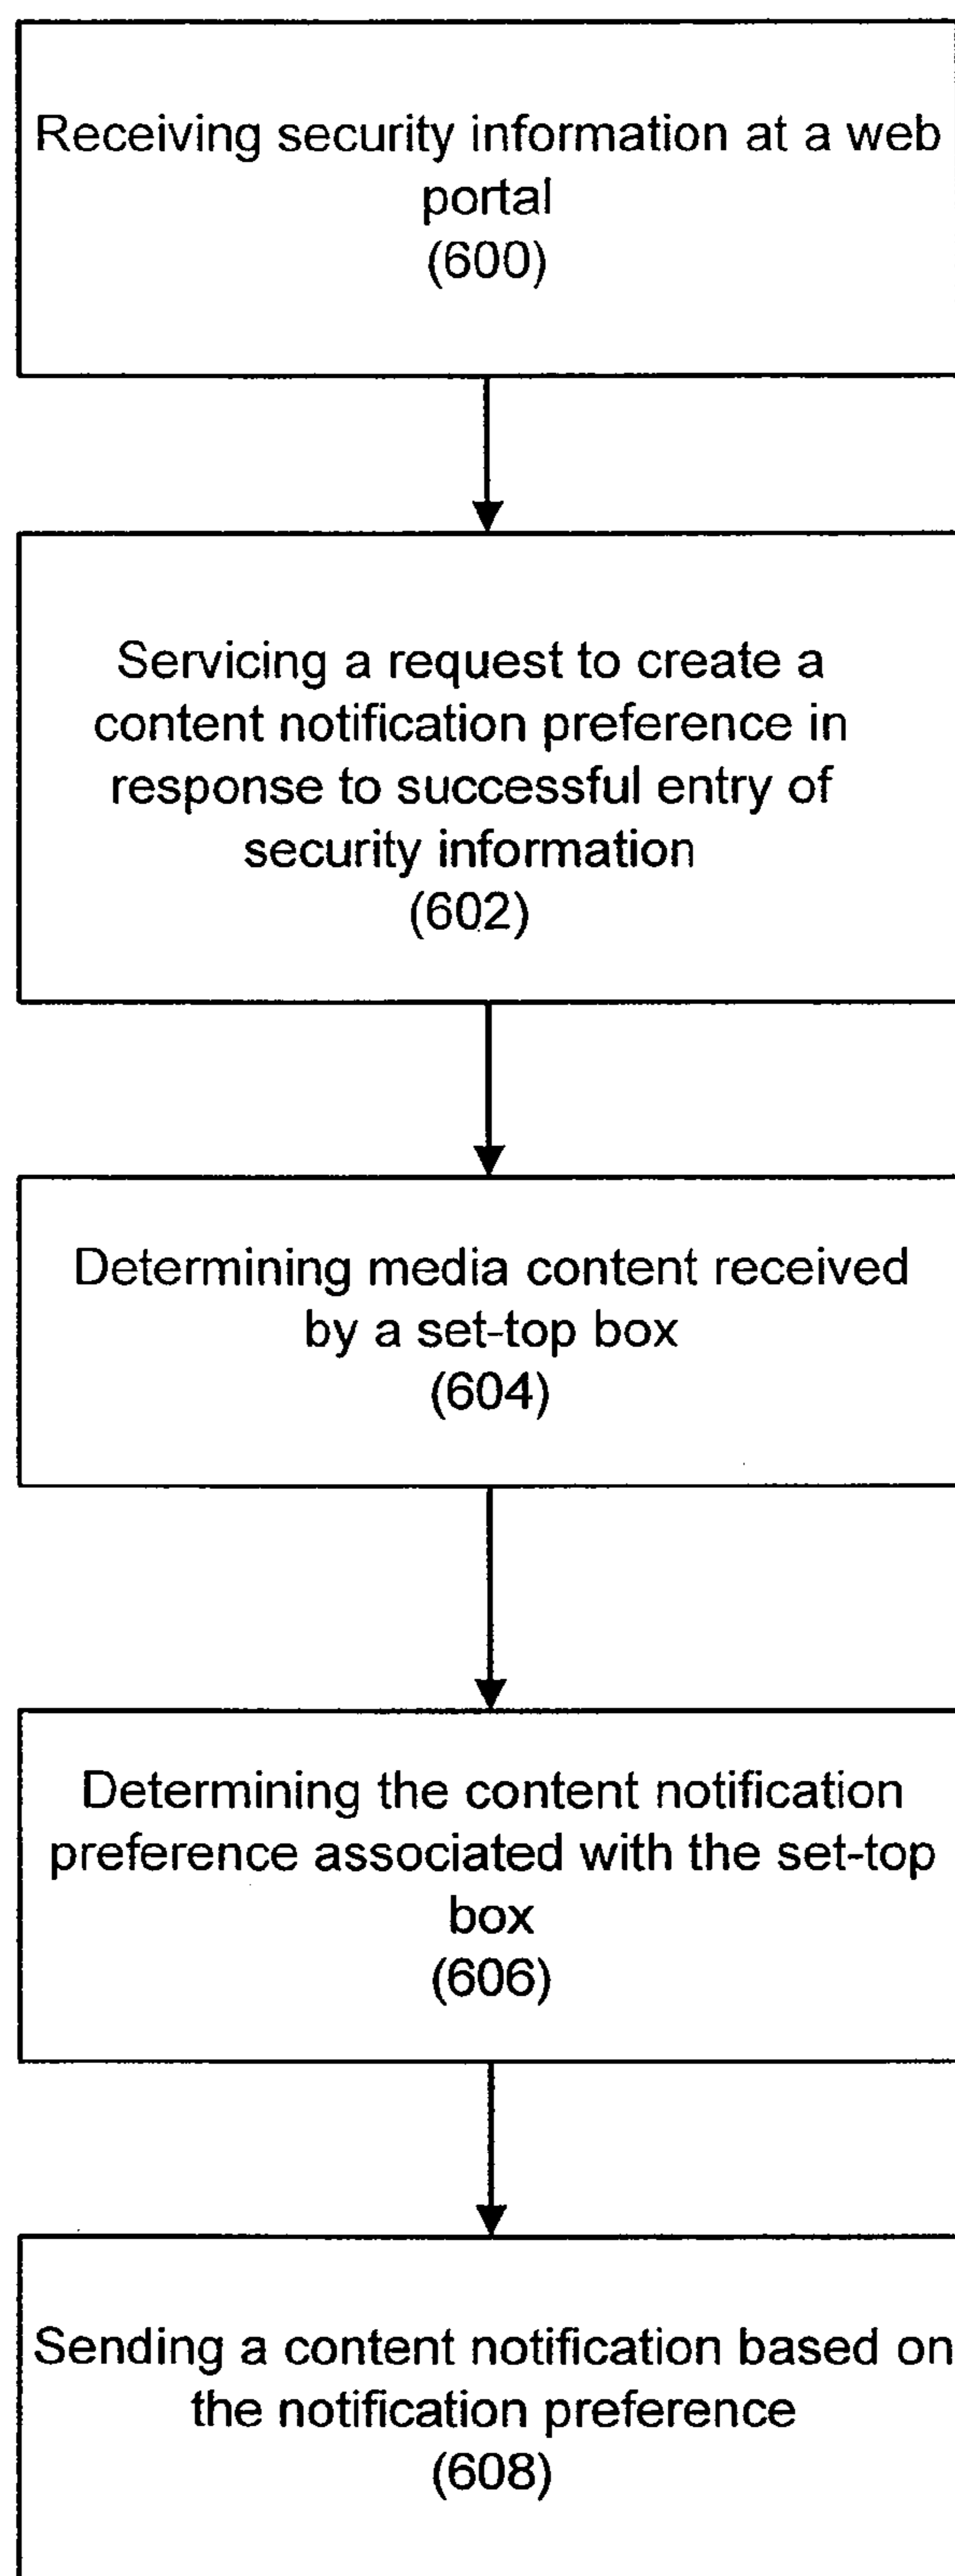 Receiving security information at a web
portal
(600)
Servicing a request to create a
content notification preference in
response to successful entry of
security information
(602)
Determining media content received
by a set-top box
(604)
Determining the content notification
preference associated with the set-top
box
(606)
Sending a content notification based on
the notification preference
(608)